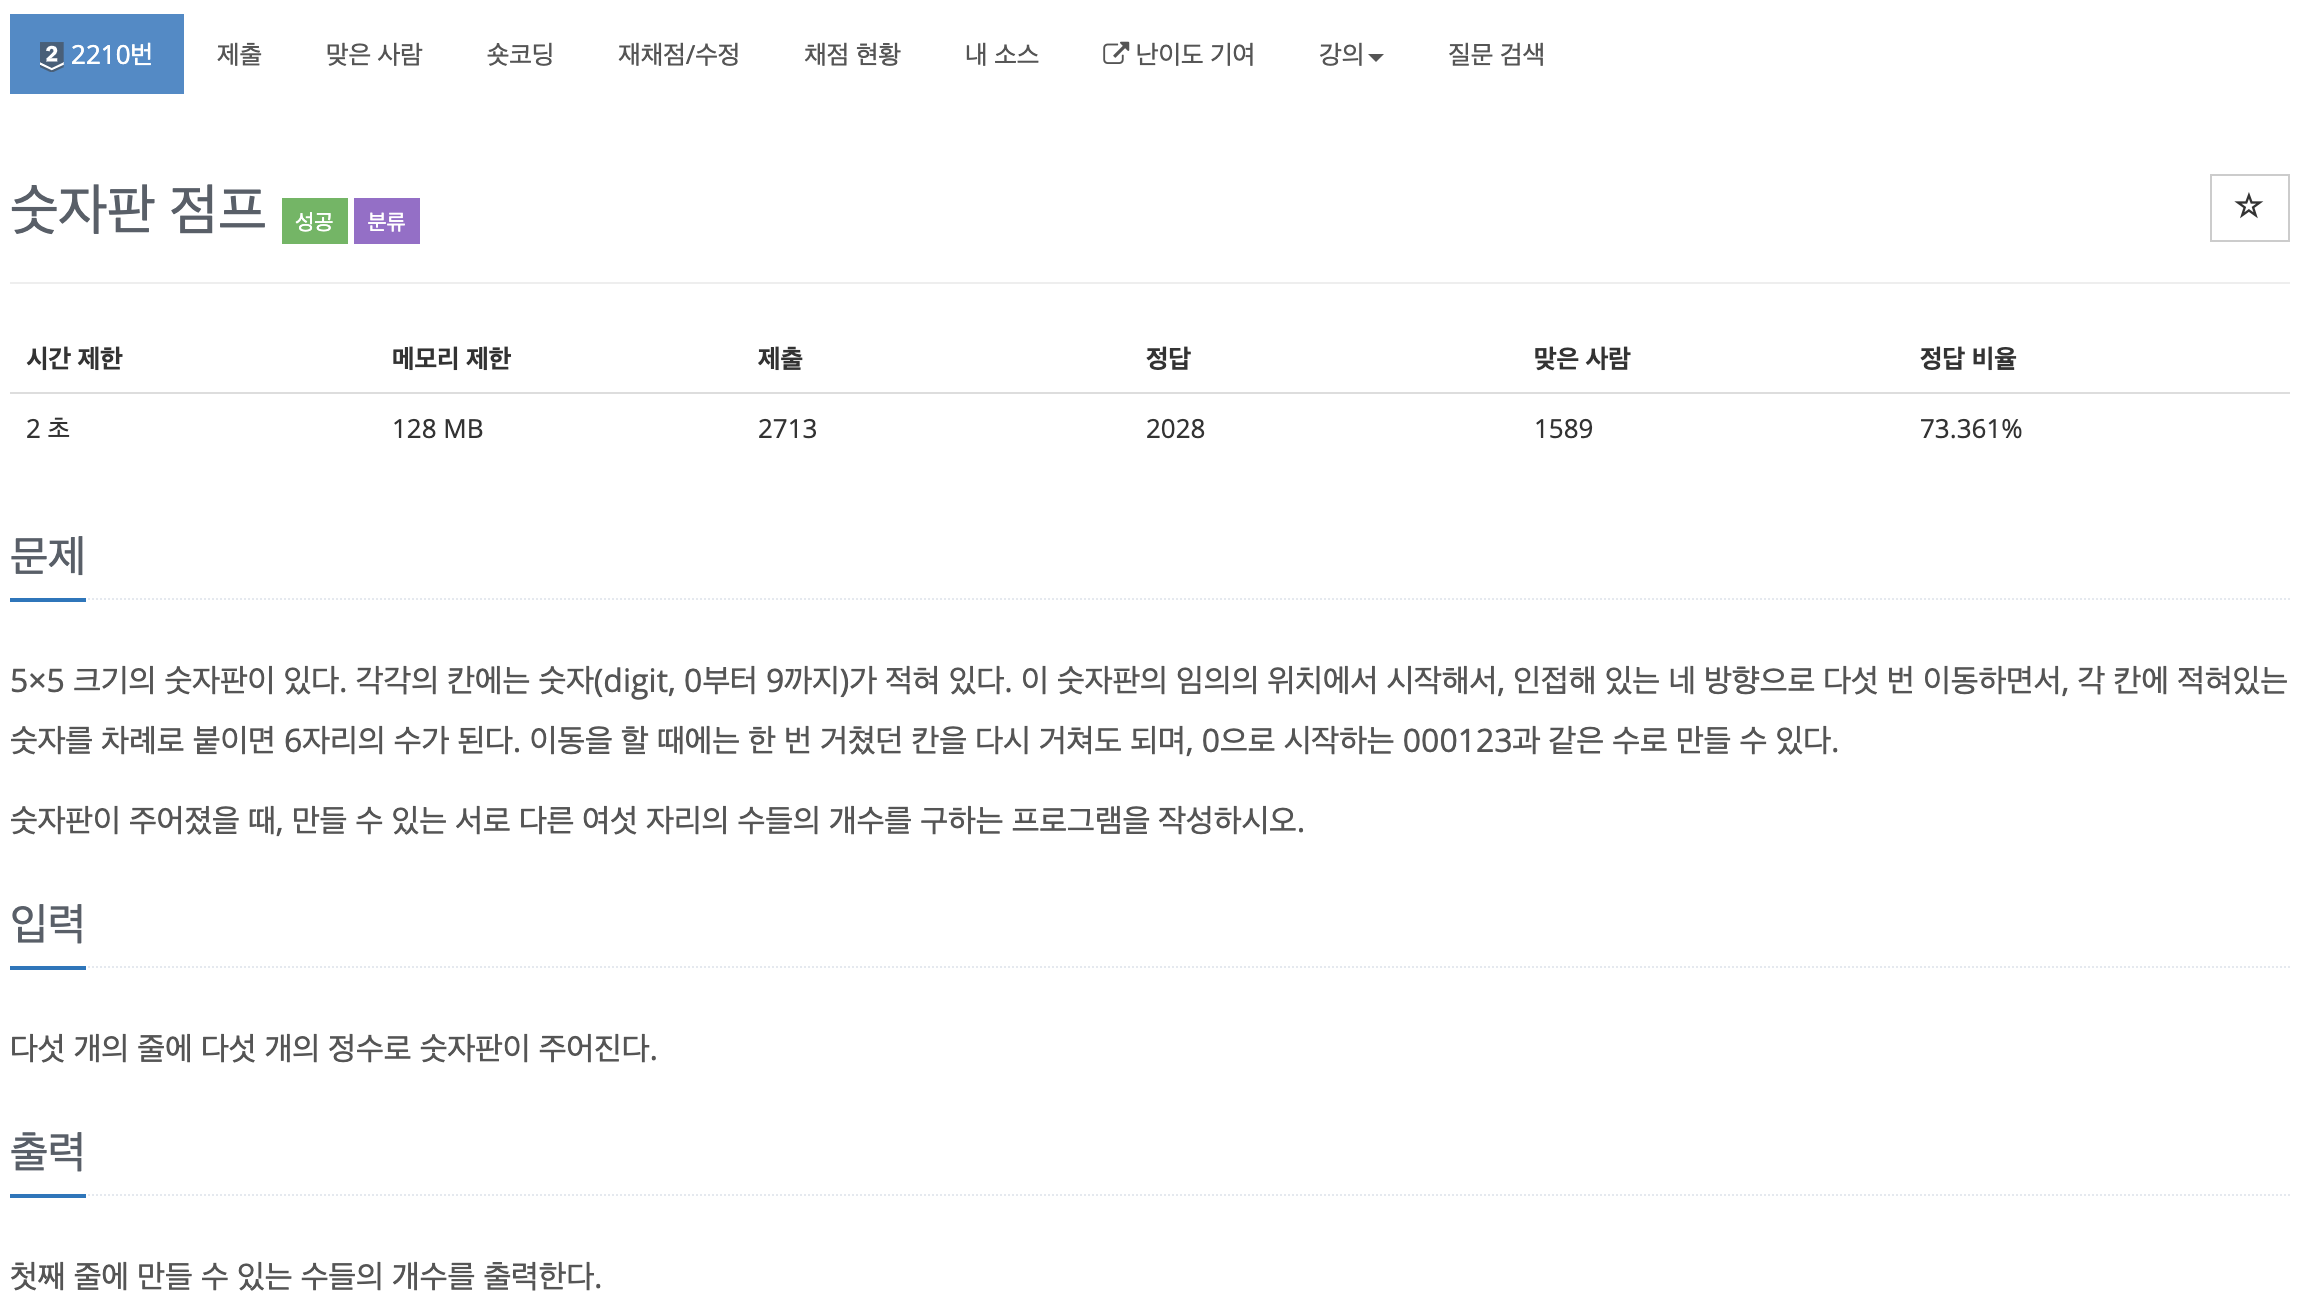 2 2210번 제출 맞은 사람 숏코딩 재채점/수정 채점 현황 내 소스 난이도 기여 강의 질문 검색
숫자판 점프 성공 분류
시간 제한 메모리 제한 제출 정답 맞은 사람 정답 비율
2 초 128 MB 2713 2028 1589 73.361%
문제
5×5 크기의 숫자판이 있다. 각각의 칸에는 숫자(digit, 0부터 9까지)가 적혀 있다. 이 숫자판의 임의의 위치에서 시작해서, 인접해 있는 네 방향으로 다섯 번 이동하면서, 각 칸에 적혀있는
숫자를 차례로 붙이면 6자리의 수가 된다. 이동을 할 때에는 한 번 거쳤던 칸을 다시 거쳐도 되며, 0으로 시작하는 000123과 같은 수로 만들 수 있다.
숫자판이 주어졌을 때, 만들 수 있는 서로 다른 여섯 자리의 수들의 개수를 구하는 프로그램을 작성하시오.
입력
다섯 개의 줄에 다섯 개의 정수로 숫자판이 주어진다.
출력
첫째 줄에 만들 수 있는 수들의 개수를 출력한다.